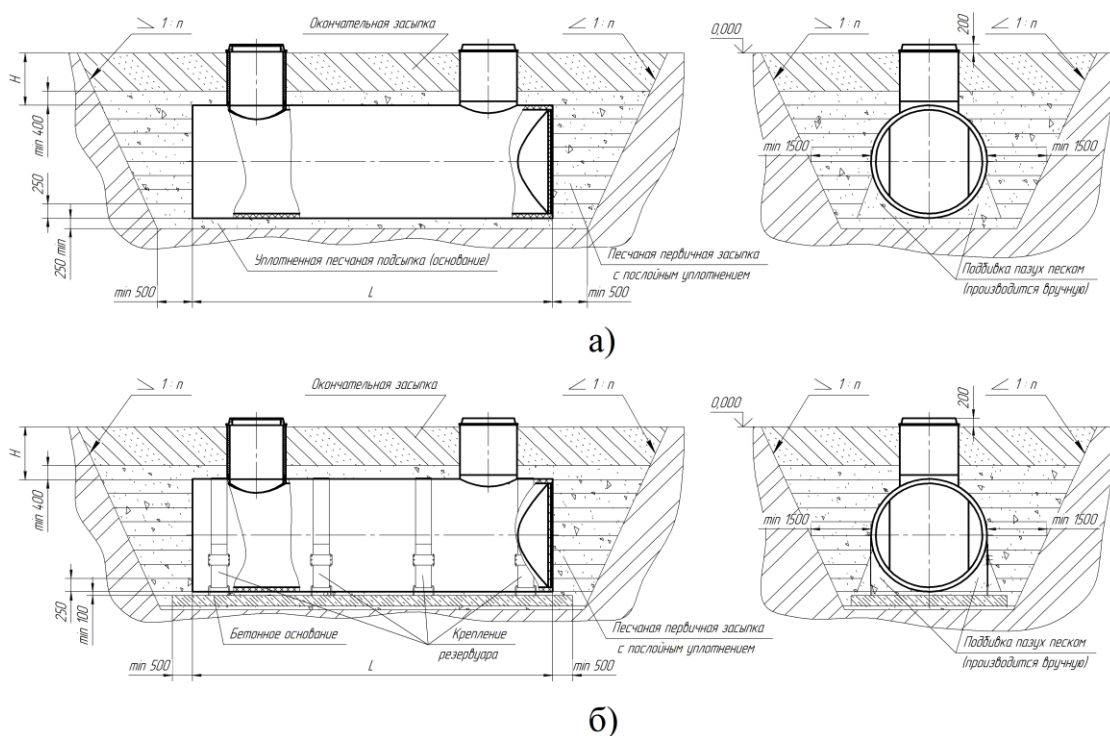 1 : n
Окончательная засыпка
1 : n
1 : n
1 : n
0,000
200
H
min 400
250
250 min
min 1500
min 1500
Уплотненная песчаная подсыпка (основание)
Песчаная первичная засыпка
с послойным уплотнением
Подбивка пазух песком
(производится вручную)
min 500
L
min 500
а)
1 : n
Окончательная засыпка
1 : n
1 : n
1 : n
0,000
200
H
min 400
250
min 100
min 1500
min 1500
Бетонное основание
Крепление
резервуара
Песчаная первичная засыпка
с послойным уплотнением
Подбивка пазух песком
(производится вручную)
min 500
L
min 500
б)